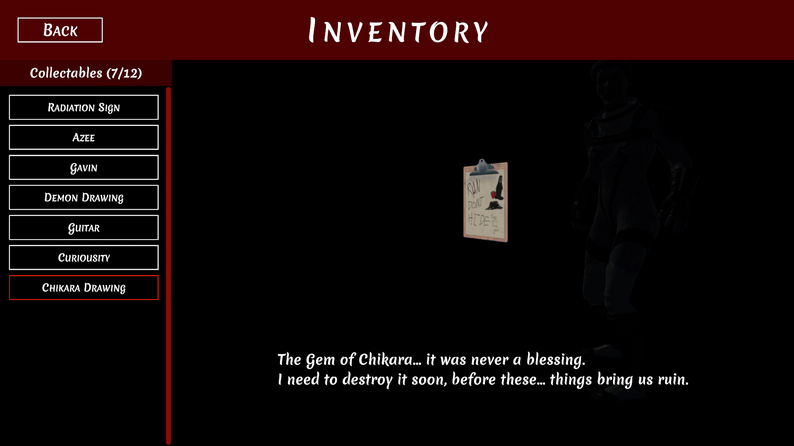 BACK
INVENTORY
Collectables (7/12)
RADIATION SIGN
AZEE
GAVIN
DEMON DRAWING
GUITAR
CURIOUSITY
CHIKARA DRAWING
RUN
DONT
HIDE
The Gem of Chikara... it was never a blessing.
I need to destroy it soon, before these... things bring us ruin.